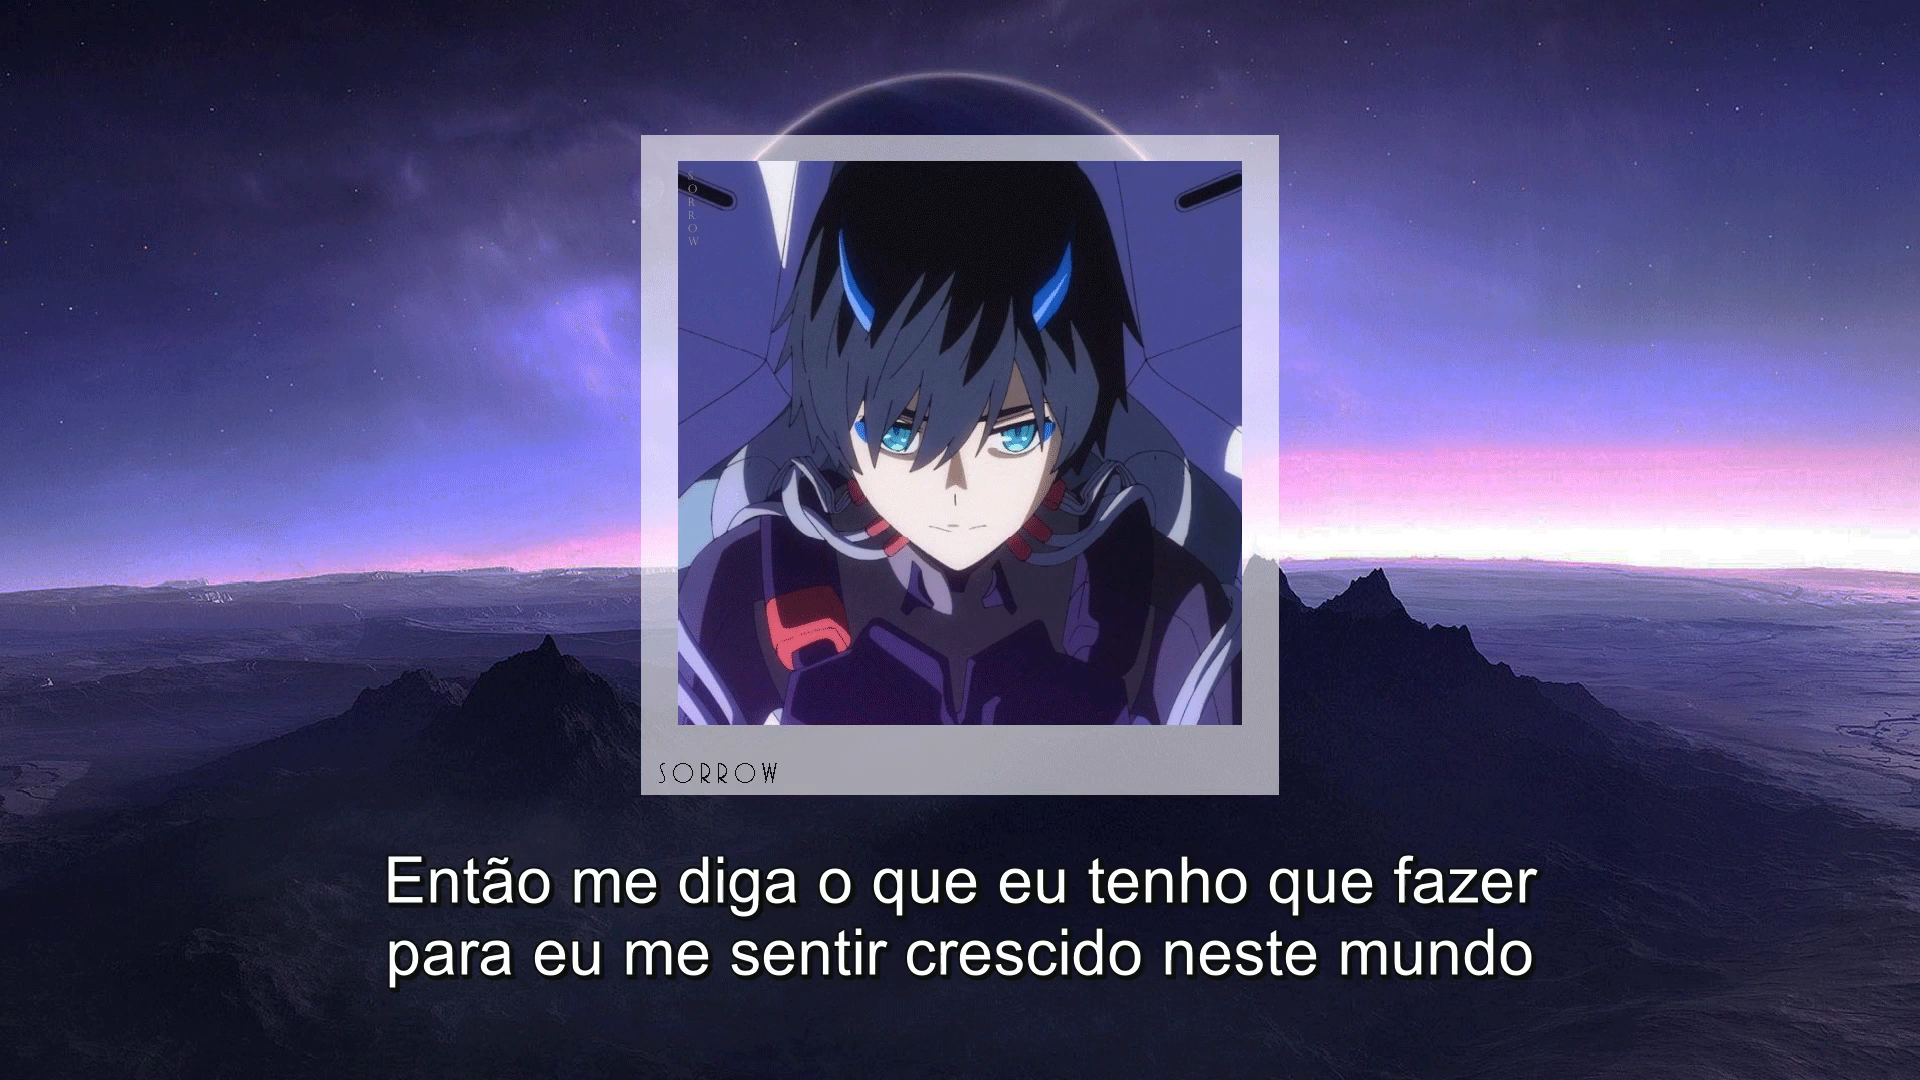 SORROW
SORROW
Então me diga o que eu tenho que fazer
para eu me sentir crescido neste mundo